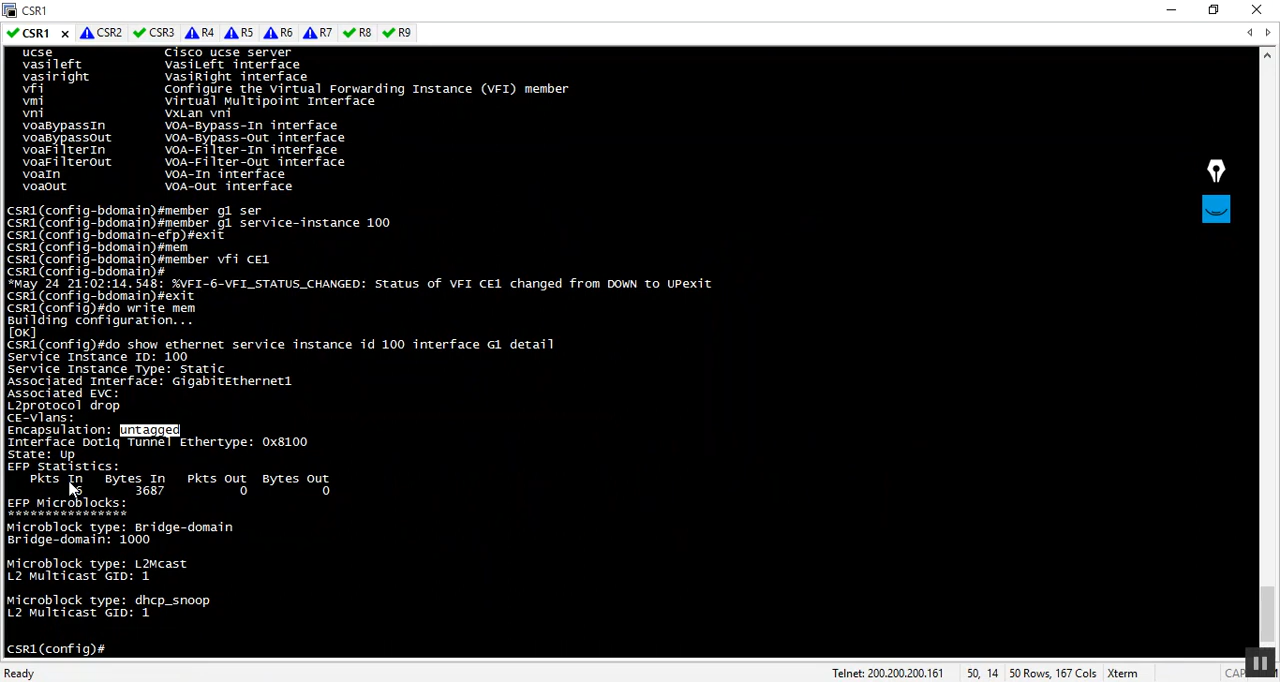 CSR1
CSR1 x CSR2 CSR3 R4 R5 R6 R7 R8 R9
ucse Cisco ucse server
vasileft VasiLeft interface
vasiright VasiRight interface
vfi Configure the Virtual Forwarding Instance (VFI) member
vmi Virtual Multipoint Interface
vni VxLan vni
voaBypassIn VOA-Bypass-In interface
voaBypassOut VOA-Bypass-Out interface
voaFilterIn VOA-Filter-In interface
voaFilterOut VOA-Filter-Out interface
voaIn VOA-In interface
voaOut VOA-Out interface
CSR1(config-bdomain)#member g1 ser
CSR1(config-bdomain)#member g1 service-instance 100
CSR1(config-bdomain-efp)#exit
CSR1(config-bdomain)#mem
CSR1(config-bdomain)#member vfi CE1
CSR1(config-bdomain)#
*May 24 21:02:14.548: %VFI-6-VFI_STATUS_CHANGED: Status of VFI CE1 changed from DOWN to UPexit
CSR1(config-bdomain)#exit
CSR1(config)#do write mem
Building configuration...
[OK]
CSR1(config)#do show ethernet service instance id 100 interface G1 detail
Service Instance ID: 100
Service Instance Type: Static
Associated Interface: GigabitEthernet1
Associated EVC:
L2protocol drop
CE-Vlans:
Encapsulation: untagged
Interface Dot1q Tunnel Ethertype: 0x8100
State: Up
EFP Statistics:
Pkts In Bytes In Pkts Out Bytes Out
3687 0 0
EFP Microblocks:
****************
Microblock type: Bridge-domain
Bridge-domain: 1000
Microblock type: L2Mcast
L2 Multicast GID: 1
Microblock type: dhcp_snoop
L2 Multicast GID: 1
CSR1(config)#
Ready Telnet: 200.200.200.161 50, 14 50 Rows, 167 Cols Xterm